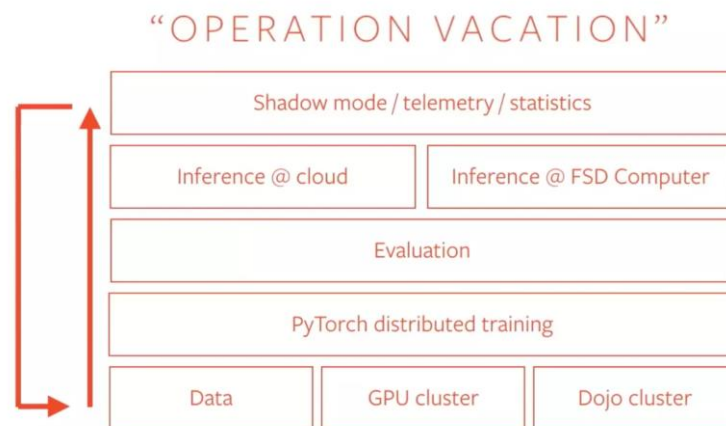 “OPERATION VACATION”
Shadow mode / telemetry / statistics
Inference @ cloud
Inference @ FSD Computer
Evaluation
PyTorch distributed training
Data
GPU cluster
Dojo cluster